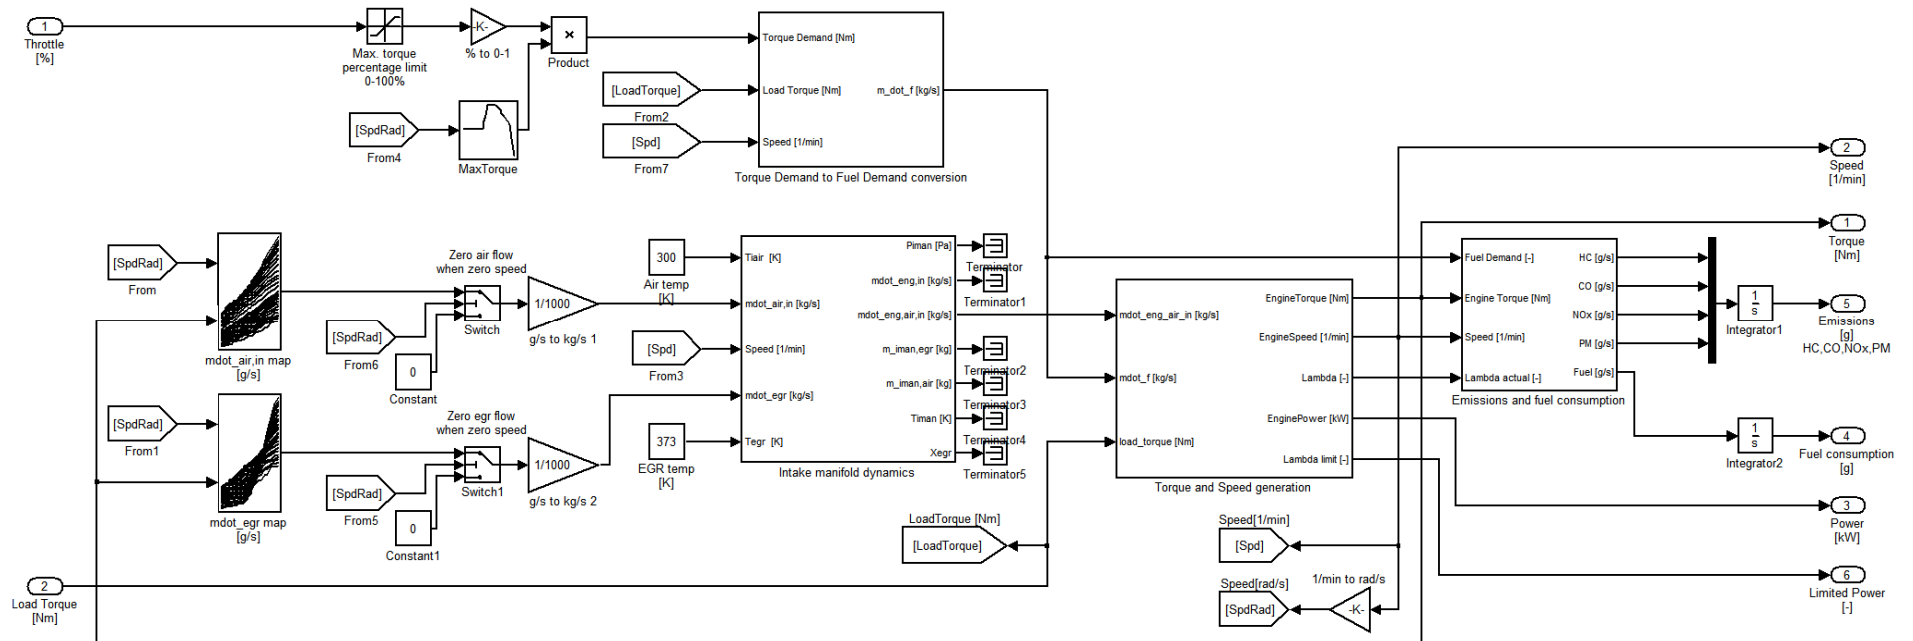 1
Throttle
[%]
Max. torque
percentage limit
0-100%
-K-
% to 0-1
×
Product
[SpdRad]
From4
MaxTorque
[LoadTorque]
From2
[Spd]
From7
Torque Demand [Nm]
Load Torque [Nm]
Speed [1/min]
m_dot_f [kg/s]
Torque Demand to Fuel Demand conversion
2
Speed
[1/min]
1
Torque
[Nm]
[SpdRad]
From
mdot_air,in map
[g/s]
Zero air flow
when zero speed
[SpdRad]
From6
0
Constant
Switch
1/1000
g/s to kg/s 1
300
Air temp
[K]
[Spd]
From3
[SpdRad]
From1
mdot_egr map
[g/s]
Zero egr flow
when zero speed
[SpdRad]
From5
0
Constant1
Switch1
1/1000
g/s to kg/s 2
373
EGR temp
[K]
Tiair [K]
mdot_air,in [kg/s]
Speed [1/min]
mdot_egr [kg/s]
Tegr [K]
Piman [Pa]
mdot_eng,in [kg/s]
mdot_eng,air,in [kg/s]
m_iman,egr [kg]
m_iman,air [kg]
Timan [K]
Xegr
Intake manifold dynamics
Terminator
Terminator1
Terminator2
Terminator3
Terminator4
Terminator5
mdot_eng_air_in [kg/s]
mdot_f [kg/s]
load_torque [Nm]
EngineTorque [Nm]
EngineSpeed [1/min]
Lambda [-]
EnginePower [kW]
Lambda limit [-]
Torque and Speed generation
Fuel Demand [-]
Engine Torque [Nm]
Speed [1/min]
Lambda actual [-]
HC [g/s]
CO [g/s]
NOx [g/s]
PM [g/s]
Fuel [g/s]
Emissions and fuel consumption
1
s
Integrator1
5
Emissions
[g]
HC,CO,NOx,PM
1
s
Integrator2
4
Fuel consumption
[g]
3
Power
[kW]
6
Limited Power
[-]
LoadTorque [Nm]
[LoadTorque]
Speed[1/min]
[Spd]
Speed[rad/s]
[SpdRad]
1/min to rad/s
-K-
2
Load Torque
[Nm]